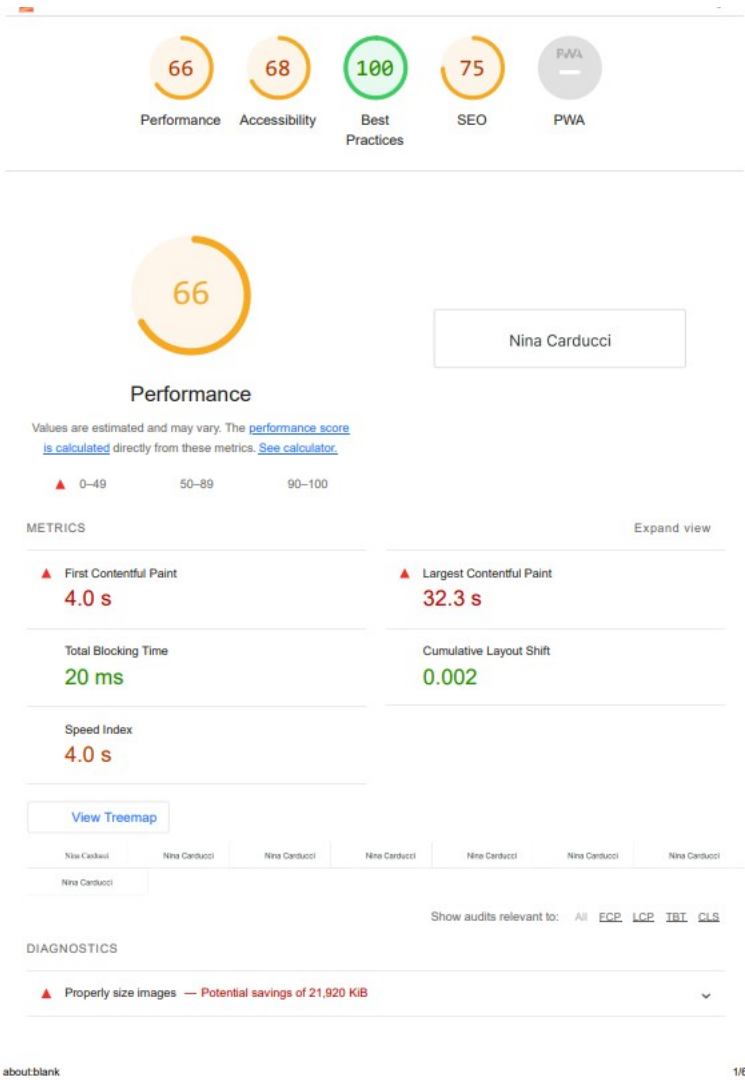 66
68
100
75
PWA
Performance
Accessibility
Best
Practices
SEO
PWA
66
Nina Carducci
Performance
Values are estimated and may vary. The performance score
is calculated directly from these metrics. See calculator.
0–49
50–89
90–100
METRICS
Expand view
First Contentful Paint
4.0 s
Largest Contentful Paint
32.3 s
Total Blocking Time
20 ms
Cumulative Layout Shift
0.002
Speed Index
4.0 s
View Treemap
Nina Carducci
Nina Carducci
Nina Carducci
Nina Carducci
Nina Carducci
Nina Carducci
Nina Carducci
Nina Carducci
Show audits relevant to: All FCP LCP TBT CLS
DIAGNOSTICS
Properly size images — Potential savings of 21,920 KiB
about:blank
1/6